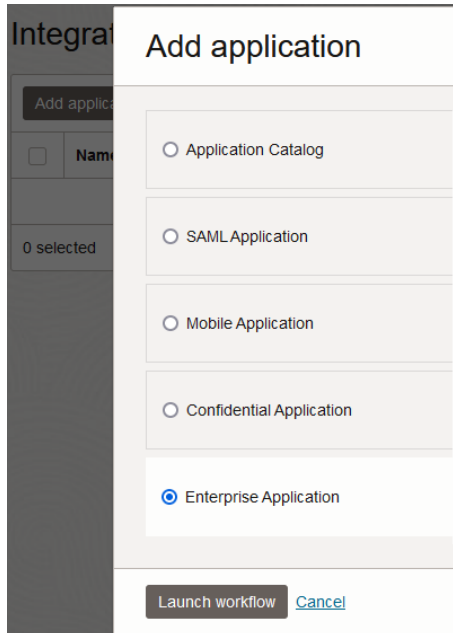 Integrat
Add application
Add applica
Name
0 selected
Application Catalog
SAML Application
Mobile Application
Confidential Application
Enterprise Application
Launch workflow Cancel